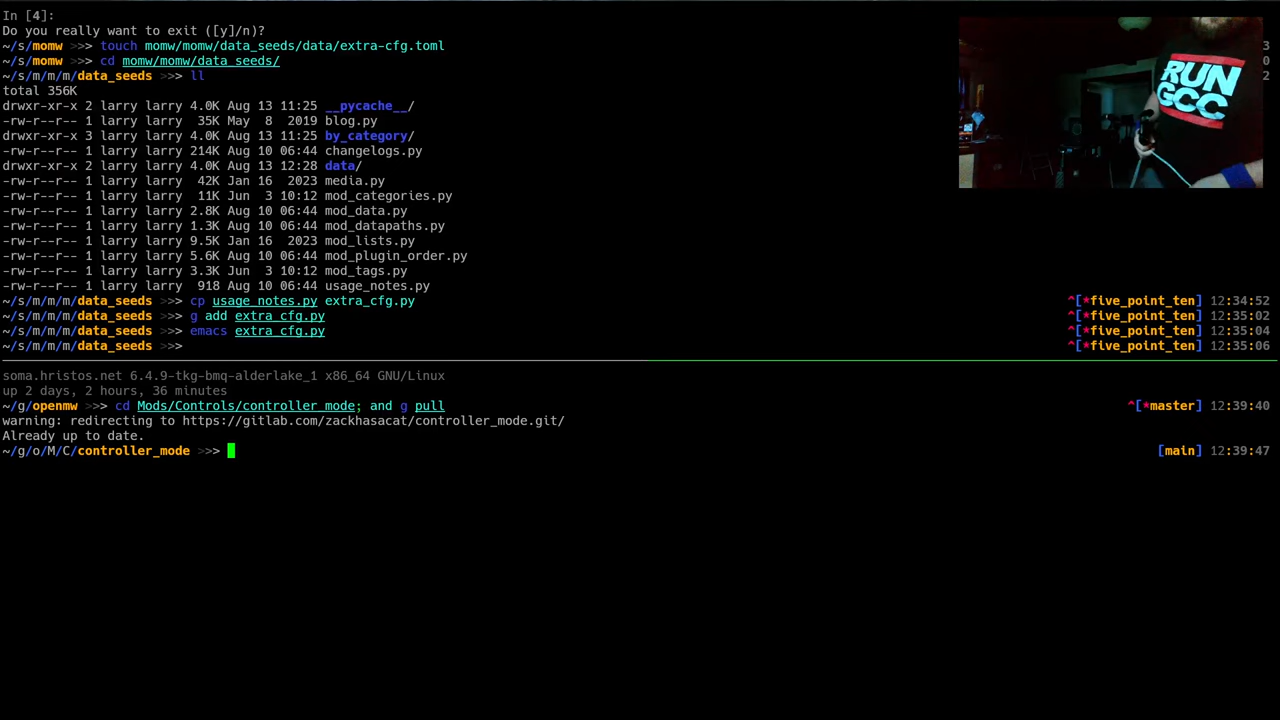 In [4]:
Do you really want to exit ([y]/n)?
~/s/momw >>> touch momw/momw/data_seeds/data/extra-cfg.toml
~/s/momw >>> cd momw/momw/data_seeds/
~/s/m/m/m/data_seeds >>> ll
total 356K
drwxr-xr-x 2 larry larry 4.0K Aug 13 11:25 __pycache__/
-rw-r--r-- 1 larry larry  35K May  8  2019 blog.py
drwxr-xr-x 3 larry larry 4.0K Aug 13 11:25 by_category/
-rw-r--r-- 1 larry larry 214K Aug 10 06:44 changelogs.py
drwxr-xr-x 2 larry larry 4.0K Aug 13 12:28 data/
-rw-r--r-- 1 larry larry  42K Jan 16  2023 media.py
-rw-r--r-- 1 larry larry  11K Jun  3 10:12 mod_categories.py
-rw-r--r-- 1 larry larry 2.8K Aug 10 06:44 mod_data.py
-rw-r--r-- 1 larry larry 1.3K Aug 10 06:44 mod_datapaths.py
-rw-r--r-- 1 larry larry 9.5K Jan 16  2023 mod_lists.py
-rw-r--r-- 1 larry larry 5.6K Aug 10 06:44 mod_plugin_order.py
-rw-r--r-- 1 larry larry 3.3K Jun  3 10:12 mod_tags.py
-rw-r--r-- 1 larry larry  918 Aug 10 06:44 usage_notes.py
~/s/m/m/m/data_seeds >>> cp usage_notes.py extra_cfg.py ^[*five_point_ten] 12:34:52
~/s/m/m/m/data_seeds >>> g add extra_cfg.py ^[*five_point_ten] 12:35:02
~/s/m/m/m/data_seeds >>> emacs extra_cfg.py ^[*five_point_ten] 12:35:04
~/s/m/m/m/data_seeds >>> ^[*five_point_ten] 12:35:06
soma.hristos.net 6.4.9-tkg-bmq-alderlake_1 x86_64 GNU/Linux
up 2 days, 2 hours, 36 minutes
~/g/openmw >>> cd Mods/Controls/controller_mode; and g pull ^[*master] 12:39:40
warning: redirecting to https://gitlab.com/zackhasacat/controller_mode.git/
Already up to date.
~/g/o/M/C/controller_mode >>> [main] 12:39:47
RUN
GCC
3
0
2